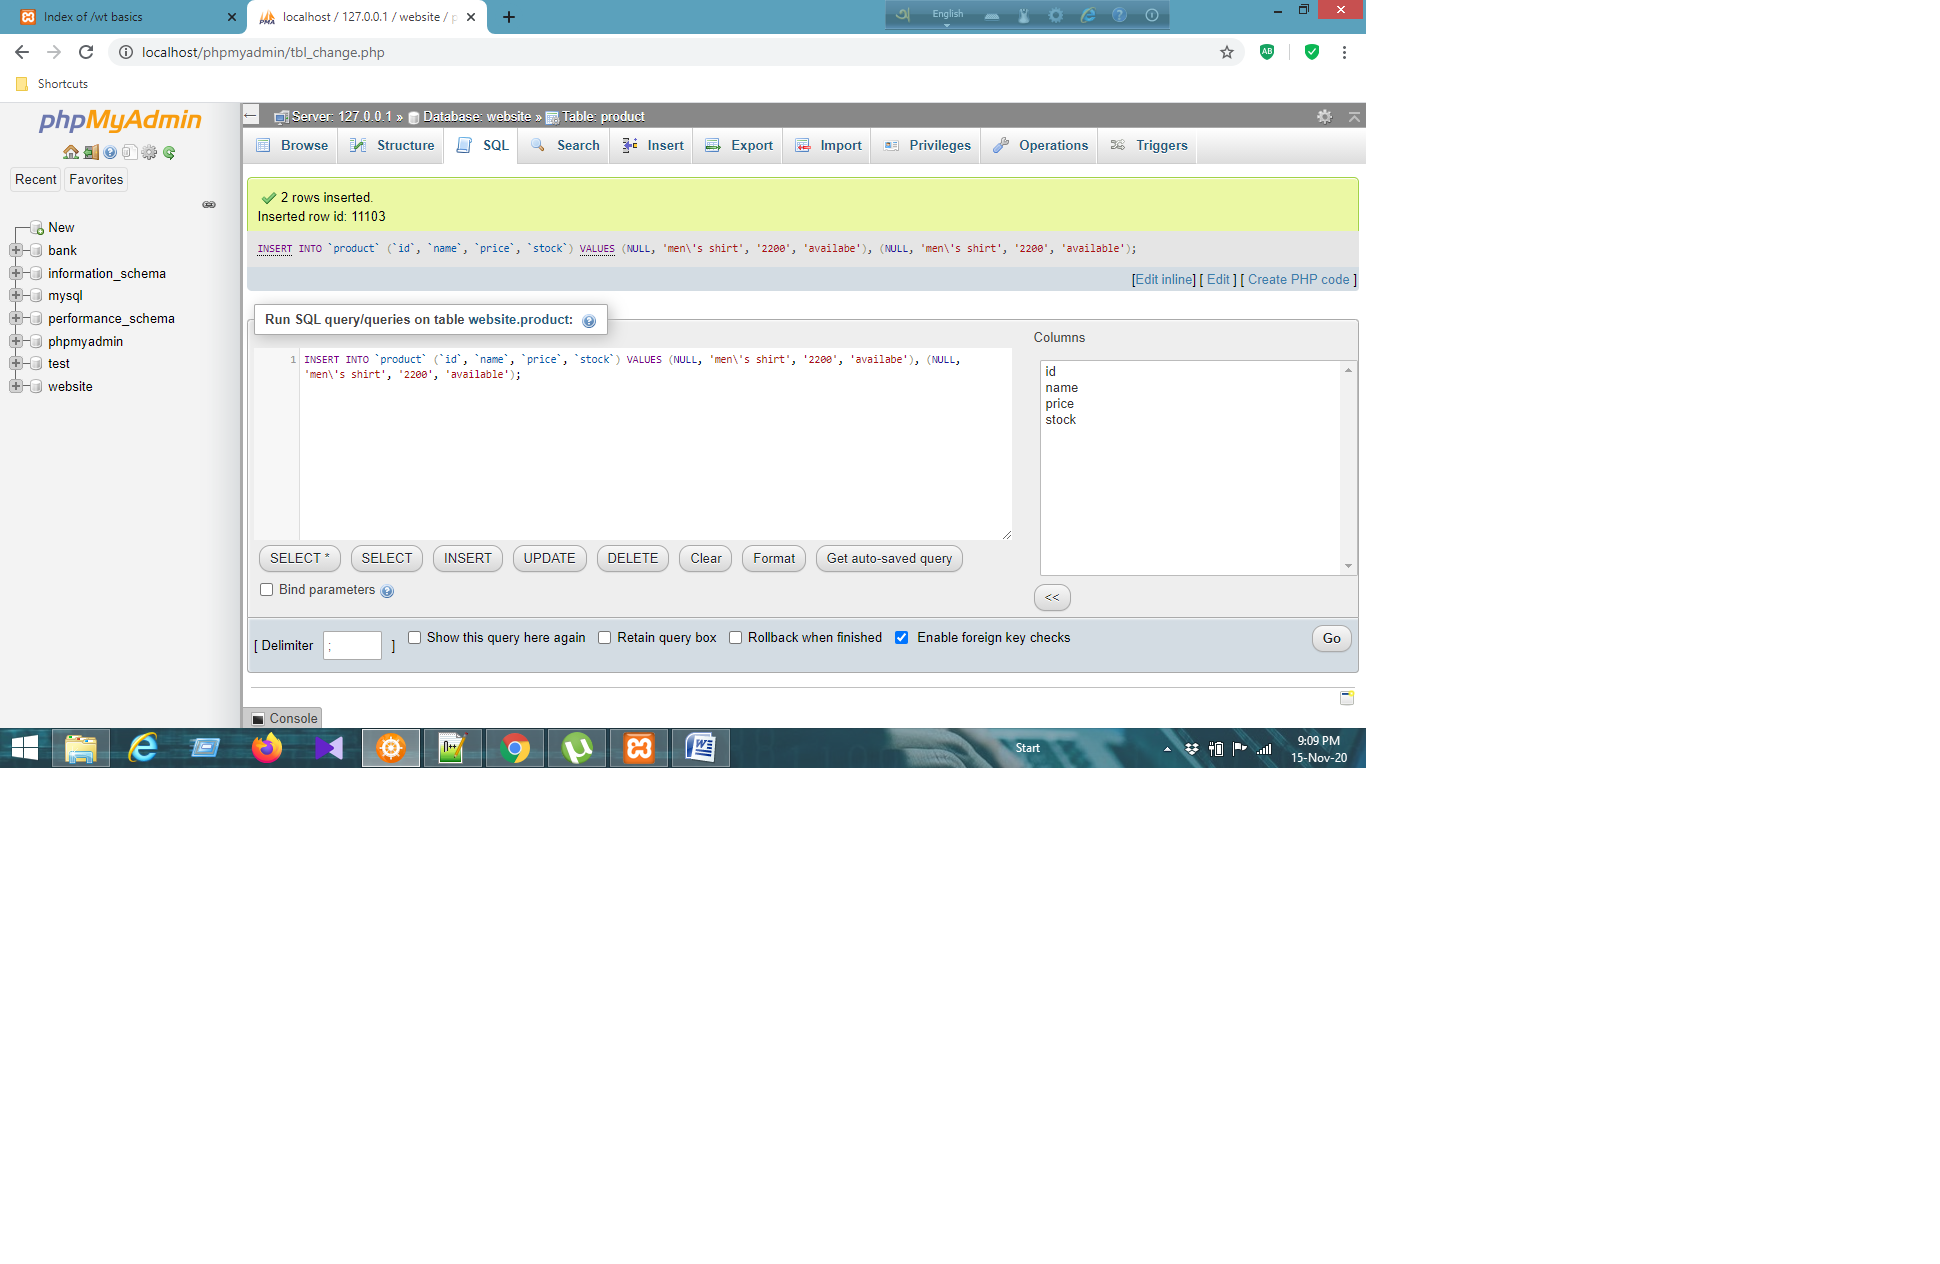 Index of /wt basics
localhost / 127.0.0.1 / website / p
English
localhost/phpmyadmin/tbl_change.php
AB
Shortcuts
phpMyAdmin
Recent
Favorites
New
bank
information_schema
mysql
performance_schema
phpmyadmin
test
website
Server: 127.0.0.1 » Database: website » Table: product
Browse
Structure
SQL
Search
Insert
Export
Import
Privileges
Operations
Triggers
2 rows inserted.
Inserted row id: 11103
INSERT INTO `product` (`id`, `name`, `price`, `stock`) VALUES (NULL, 'men\'s shirt', '2200', 'availabe'), (NULL, 'men\'s shirt', '2200', 'available');
[Edit inline] [ Edit ] [ Create PHP code ]
Run SQL query/queries on table website.product:
1
INSERT INTO `product` (`id`, `name`, `price`, `stock`) VALUES (NULL, 'men\'s shirt', '2200', 'availabe'), (NULL,
'men\'s shirt', '2200', 'available');
Columns
id
name
price
stock
SELECT *
SELECT
INSERT
UPDATE
DELETE
Clear
Format
Get auto-saved query
Bind parameters
<<
[ Delimiter ; ]
Show this query here again
Retain query box
Rollback when finished
Enable foreign key checks
Go
Console
Start
9:09 PM
15-Nov-20